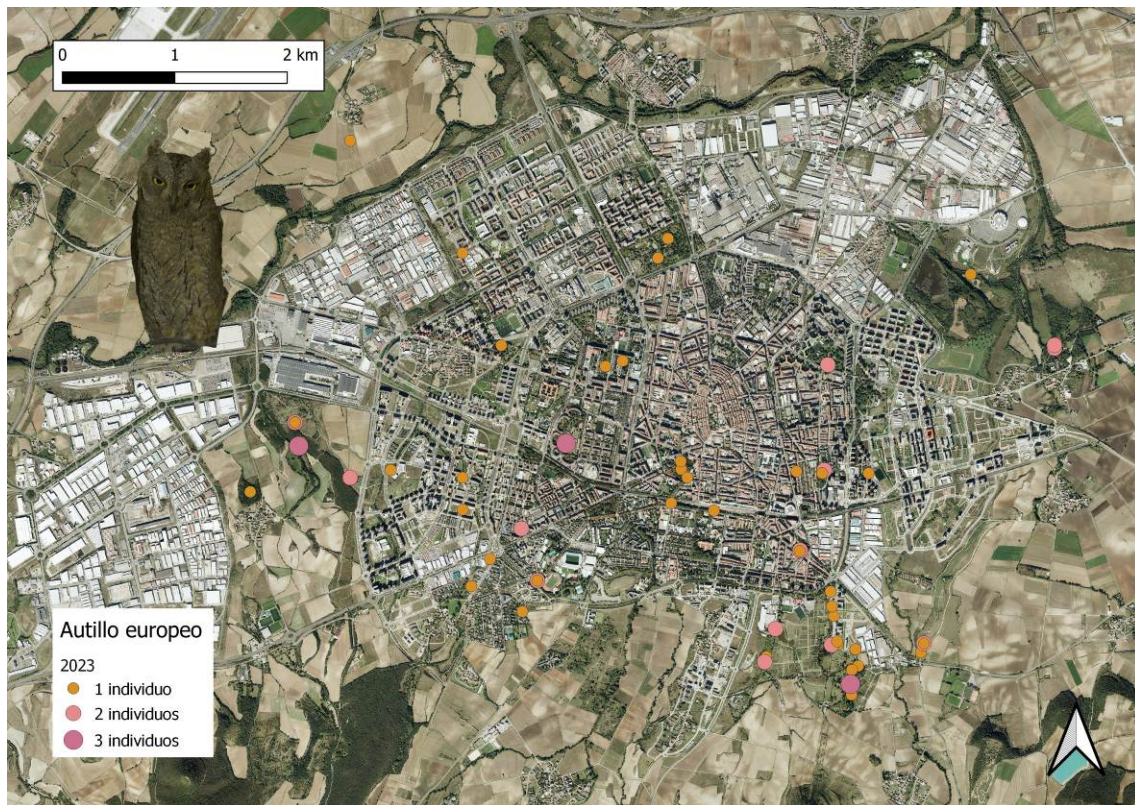 0 1 2 km
Autillo europeo
2023
1 individuo
2 individuos
3 individuos